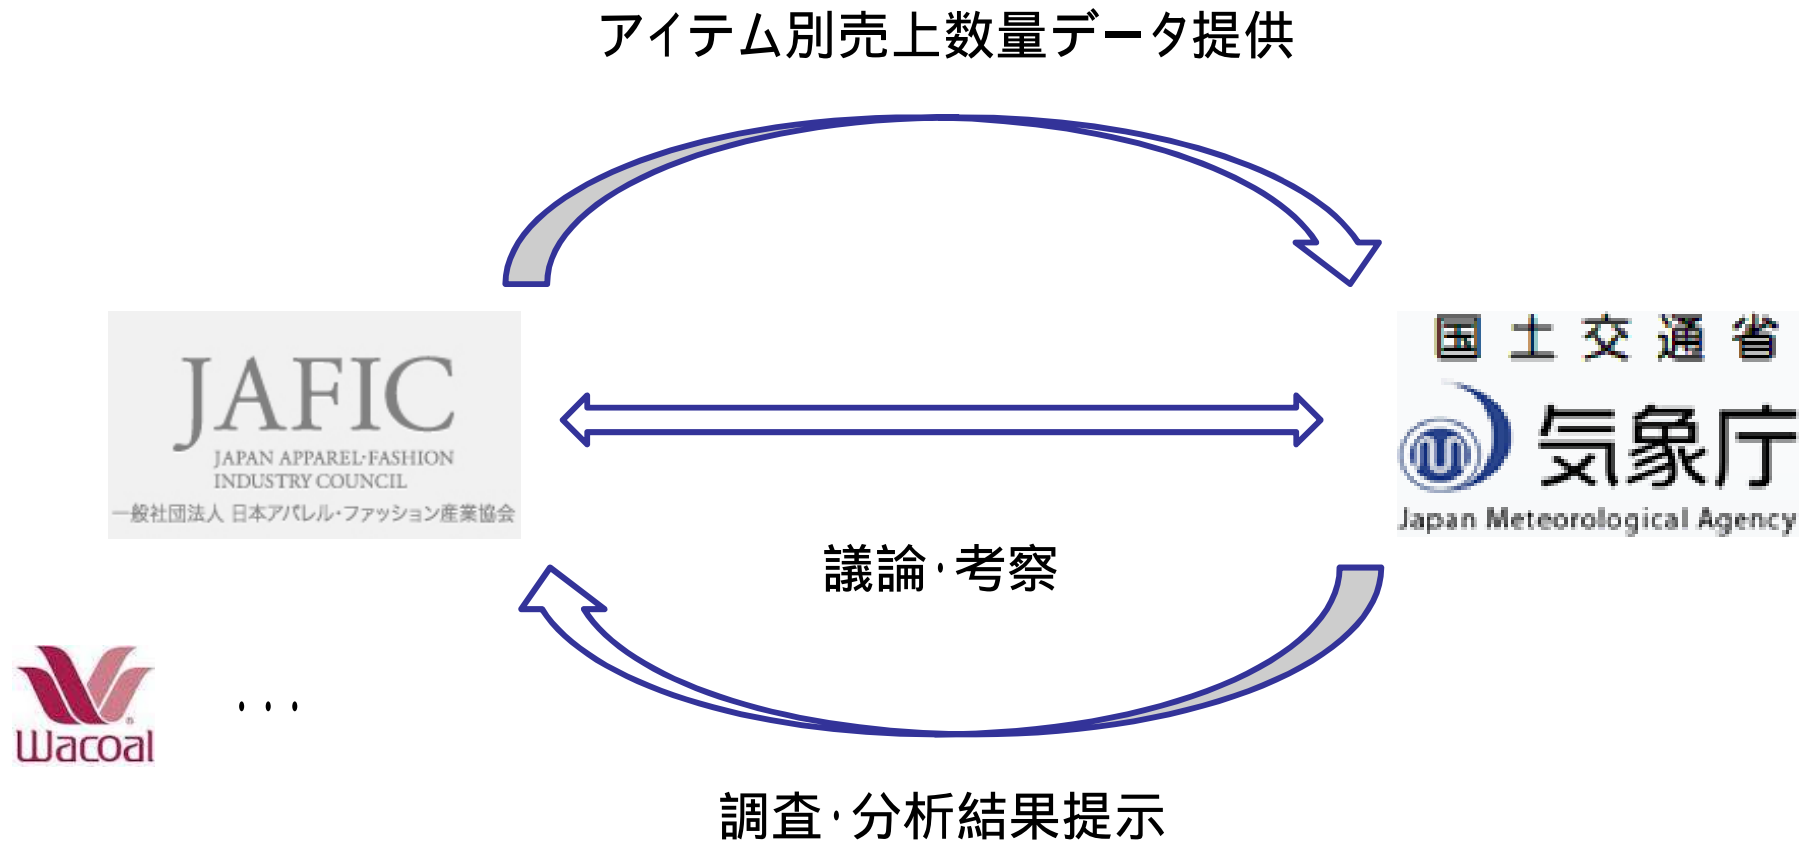 アイテム別売上数量データ提供
JAFIC
JAPAN APPAREL·FASHION
INDUSTRY COUNCIL
一般社団法人 日本アパレル・ファッション産業協会
国土交通省
気象庁
Japan Meteorological Agency
議論・考察
Wacoal
・・・
調査・分析結果提示